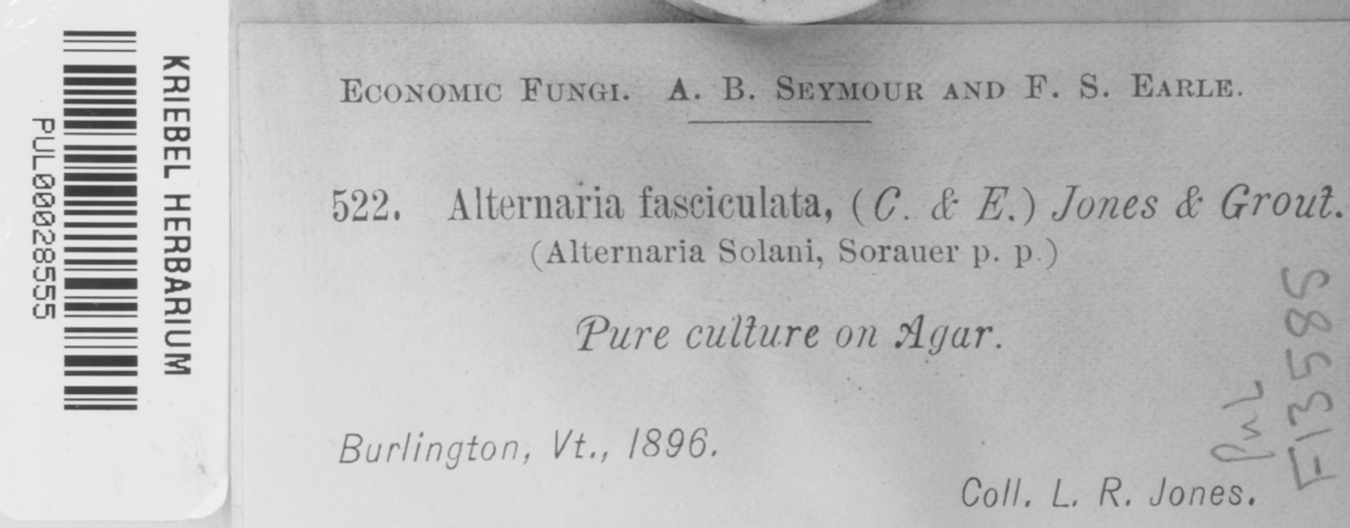 KRIEBEL HERBARIUM
PUL00028555
ECONOMIC FUNGI. A. B. SEYMOUR AND F. S. EARLE.
522. Alternaria fasciculata, (C. & E.) Jones & Grout.
(Alternaria Solani, Sorauer p. p.)
Pure culture on Agar.
Burlington, Vt., 1896.
Coll. L. R. Jones.
PUL
F13585